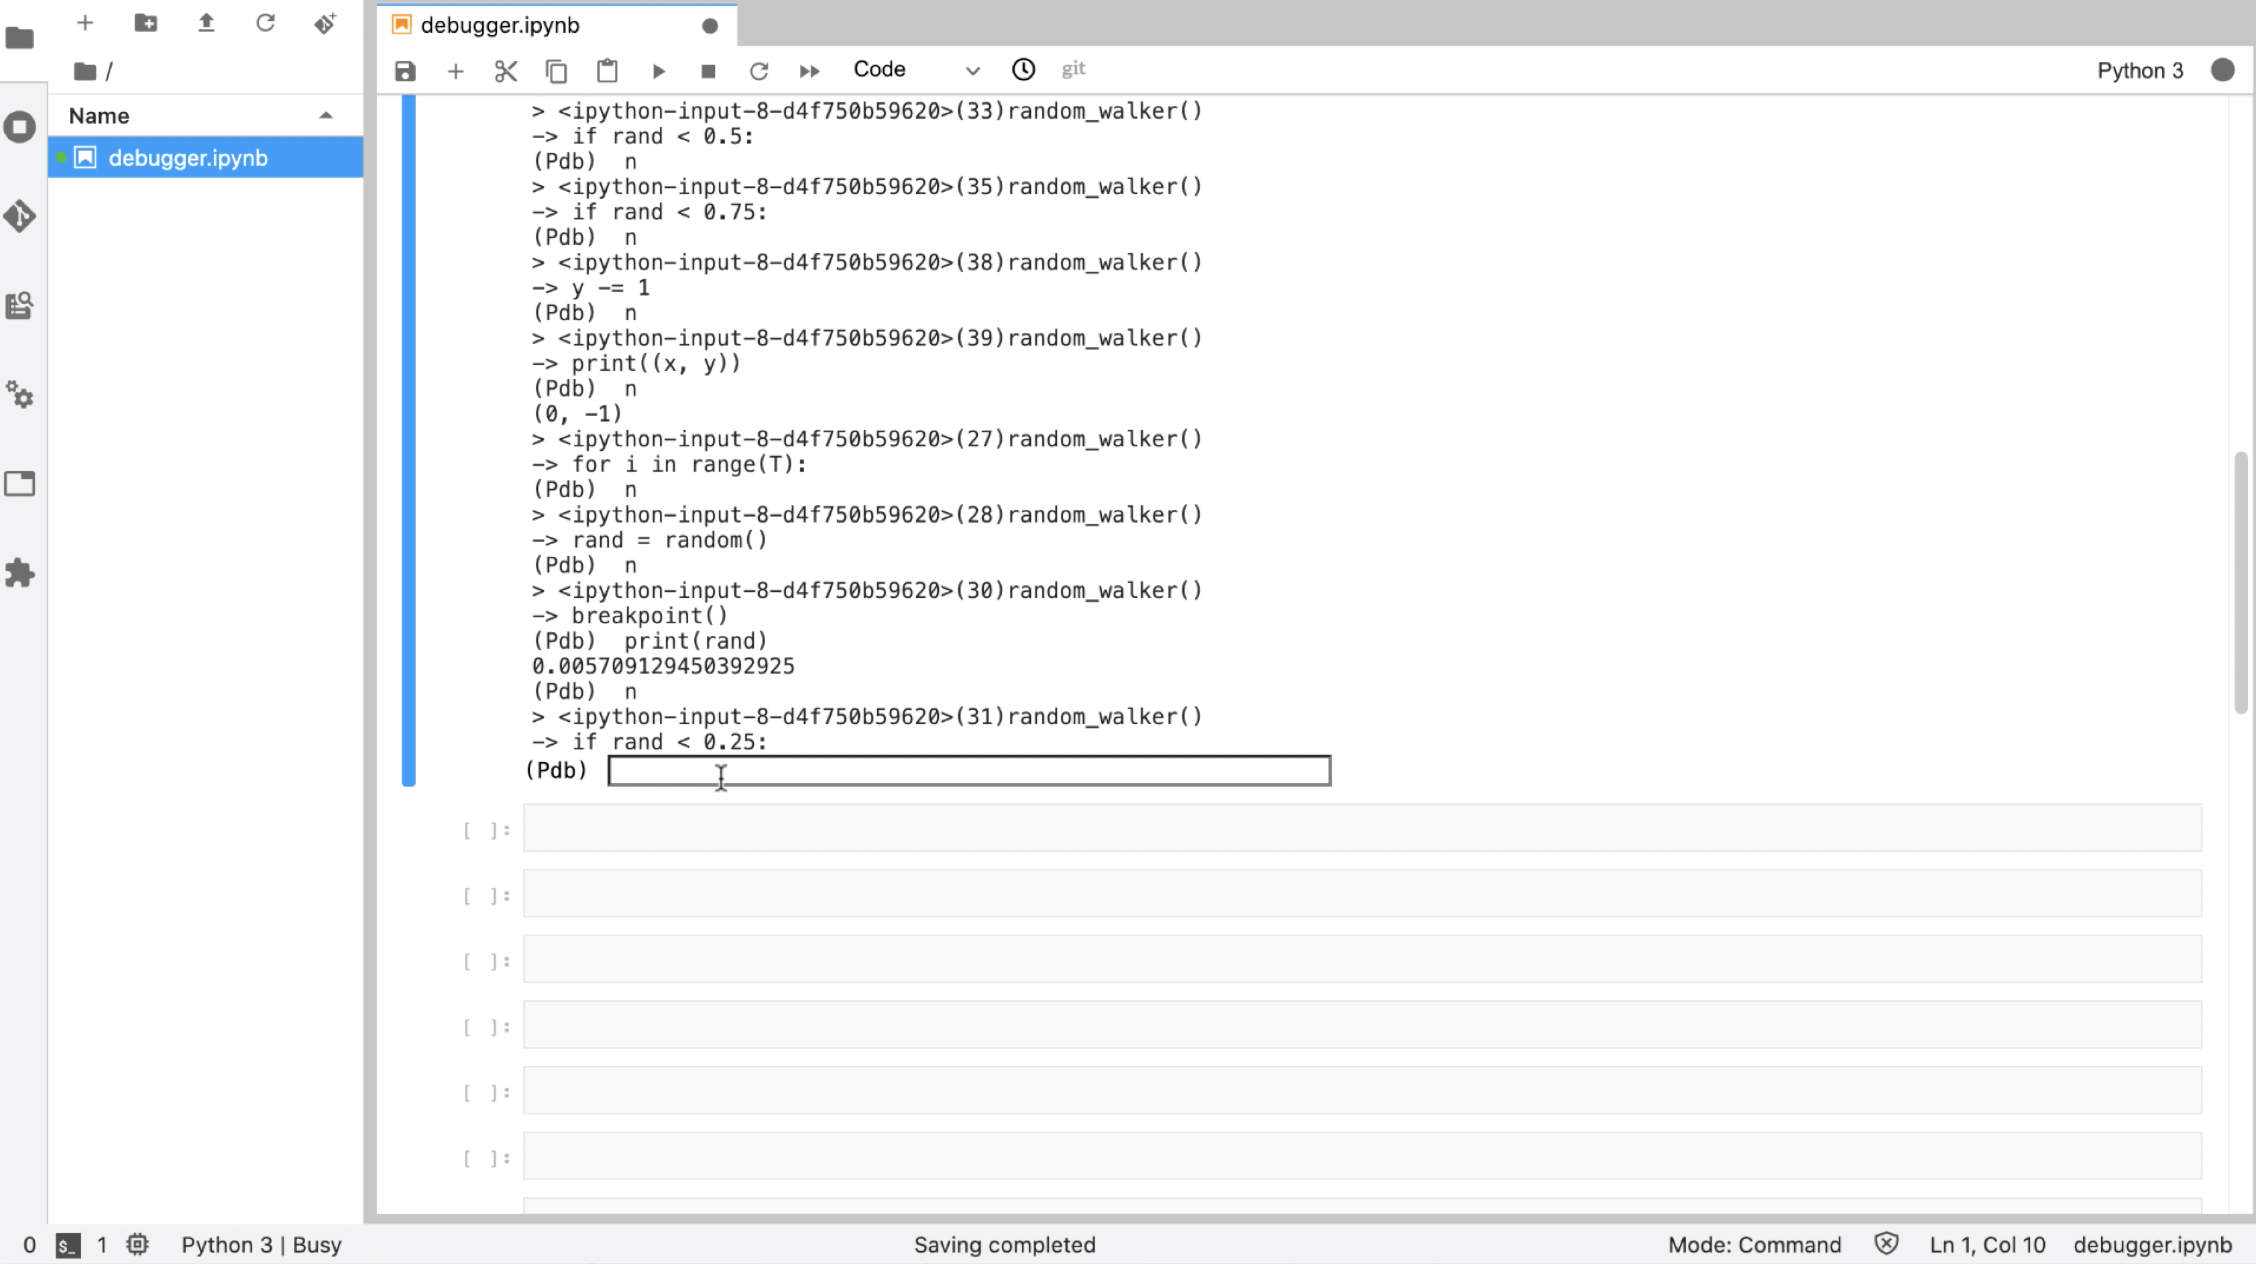 debugger.ipynb
/
Code
git
Python 3
Name
debugger.ipynb
> <ipython-input-8-d4f750b59620>(33)random_walker()
-> if rand < 0.5:
(Pdb)  n
> <ipython-input-8-d4f750b59620>(35)random_walker()
-> if rand < 0.75:
(Pdb)  n
> <ipython-input-8-d4f750b59620>(38)random_walker()
-> y -= 1
(Pdb)  n
> <ipython-input-8-d4f750b59620>(39)random_walker()
-> print((x, y))
(Pdb)  n
(0, -1)
> <ipython-input-8-d4f750b59620>(27)random_walker()
-> for i in range(T):
(Pdb)  n
> <ipython-input-8-d4f750b59620>(28)random_walker()
-> rand = random()
(Pdb)  n
> <ipython-input-8-d4f750b59620>(30)random_walker()
-> breakpoint()
(Pdb)  print(rand)
0.005709129450392925
(Pdb)  n
> <ipython-input-8-d4f750b59620>(31)random_walker()
-> if rand < 0.25:
(Pdb)
[ ]:
[ ]:
[ ]:
[ ]:
[ ]:
[ ]:
0 $_ 1 Python 3 | Busy
Saving completed
Mode: Command
Ln 1, Col 10
debugger.ipynb